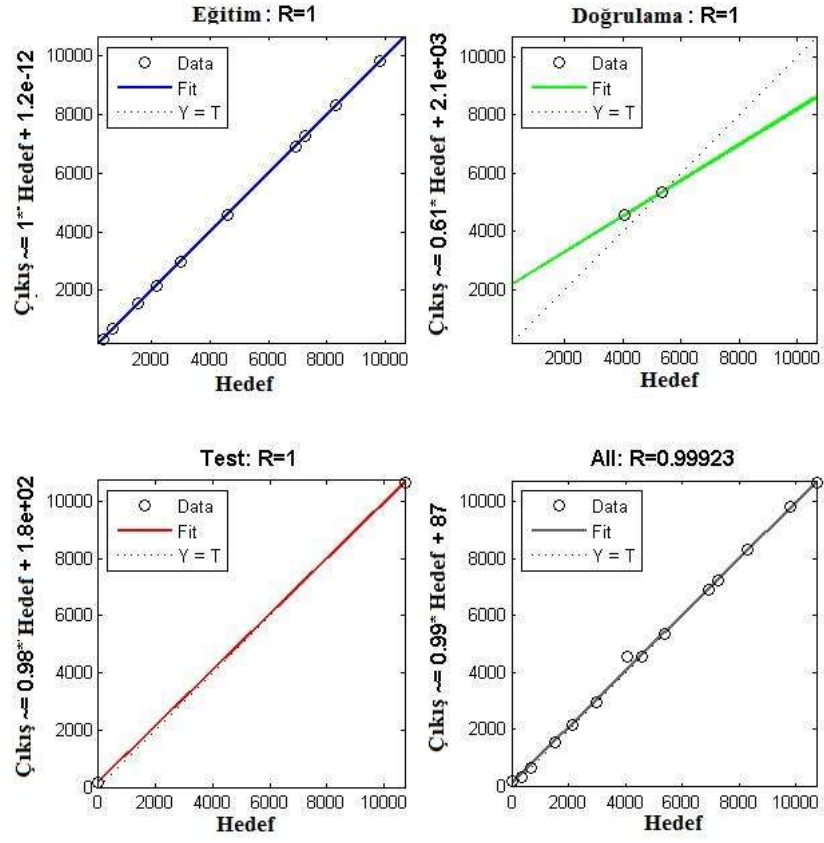 Eğitim : R=1
Çıkış ~= 1* Hedef + 1.2e-12
10000
8000
6000
4000
2000
Data
Fit
Y = T
2000 4000 6000 8000 10000
Hedef
Doğrulama : R=1
Çıkış ~= 0.61* Hedef + 2.1e+03
10000
8000
6000
4000
2000
Data
Fit
Y = T
2000 4000 6000 8000 10000
Hedef
Test: R=1
Çıkış ~= 0.98* Hedef + 1.8e+02
10000
8000
6000
4000
2000
0
Data
Fit
Y = T
0 2000 4000 6000 8000 10000
Hedef
All: R=0.99923
Çıkış ~= 0.99* Hedef + 87
10000
8000
6000
4000
2000
0
Data
Fit
Y = T
0 2000 4000 6000 8000 10000
Hedef